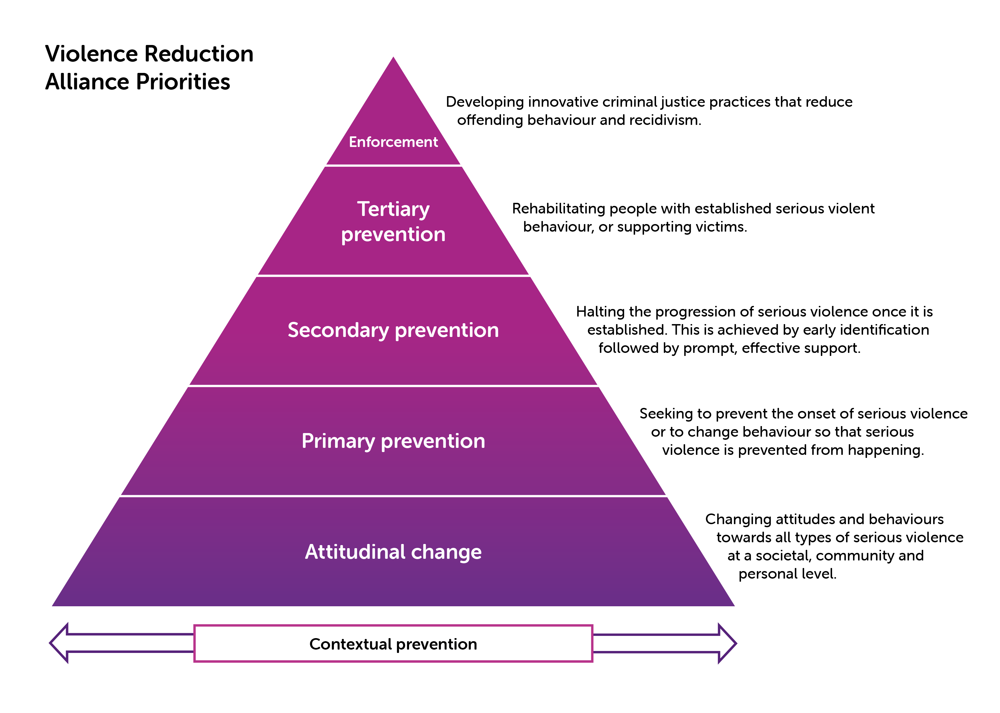 Violence Reduction
Alliance Priorities
Developing innovative criminal justice practices that reduce
offending behaviour and recidivism.
Enforcement
Tertiary
prevention
Rehabilitating people with established serious violent
behaviour, or supporting victims.
Secondary prevention
Halting the progression of serious violence once it is
established. This is achieved by early identification
followed by prompt, effective support.
Primary prevention
Seeking to prevent the onset of serious violence
or to change behaviour so that serious
violence is prevented from happening.
Attitudinal change
Changing attitudes and behaviours
towards all types of serious violence
at a societal, community and
personal level.
Contextual prevention